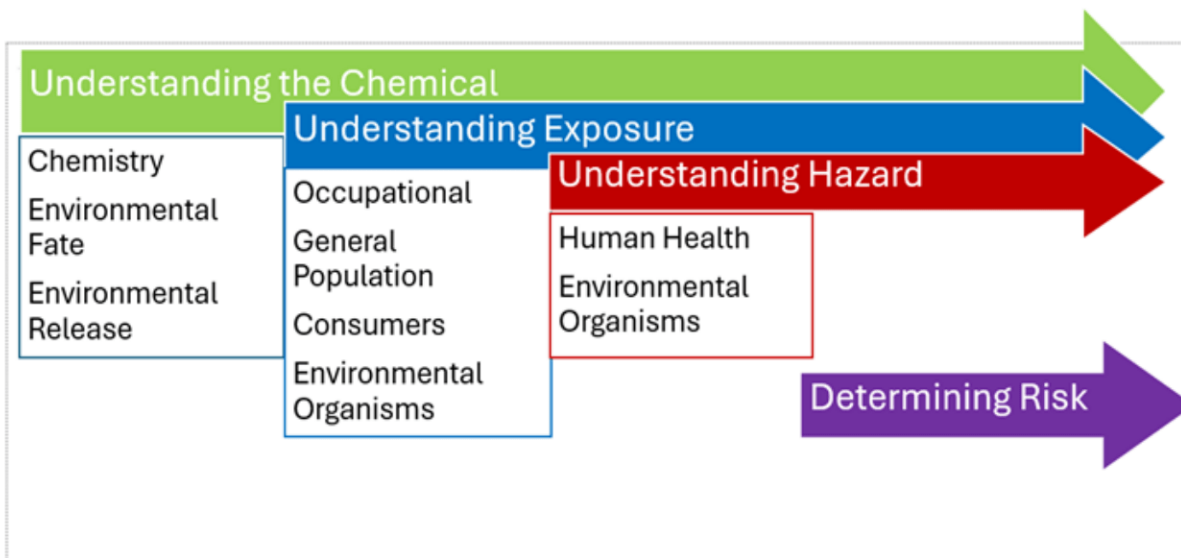 Understanding the Chemical
Chemistry
Environmental
Fate
Environmental
Release
Understanding Exposure
Occupational
General
Population
Consumers
Environmental
Organisms
Understanding Hazard
Human Health
Environmental
Organisms
Determining Risk